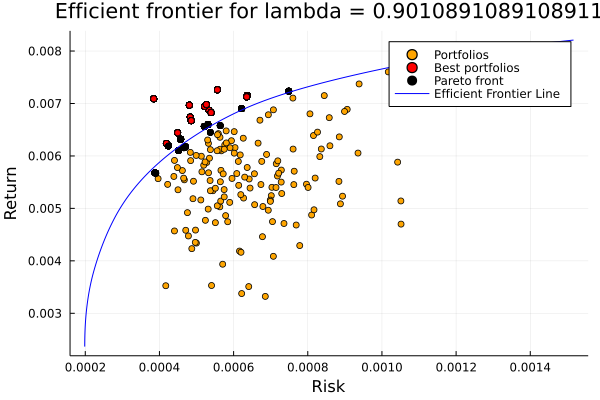 Efficient frontier for lambda = 0.9010891089108911
Return
0.008
0.007
0.006
0.005
0.004
0.003
Portfolios
Best portfolios
Pareto front
Efficient Frontier Line
0.0002 0.0004 0.0006 0.0008 0.0010 0.0012 0.0014
Risk